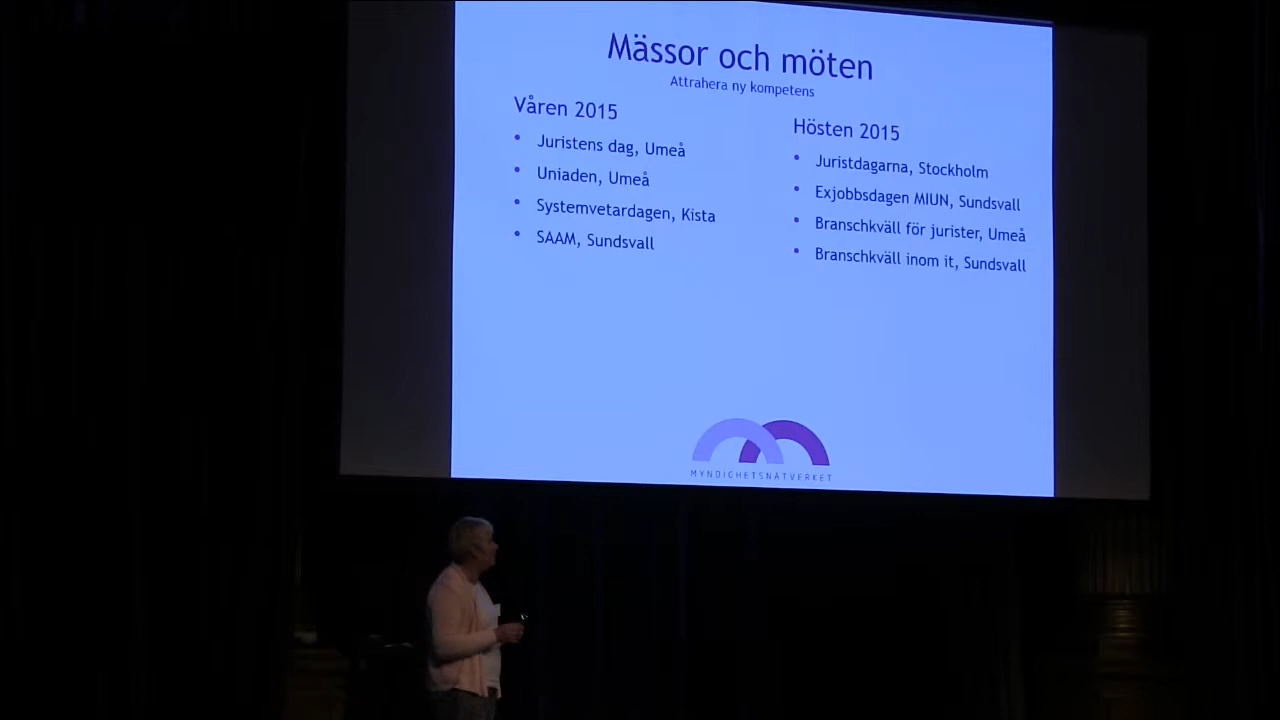 Mässor och möten
Attrahera ny kompetens
Våren 2015
• Juristens dag, Umeå
• Uniaden, Umeå
• Systemvetardagen, Kista
• SAAM, Sundsvall
Hösten 2015
• Juristdagarna, Stockholm
• Exjobbsdagen MIUN, Sundsvall
• Branschkväll för jurister, Umeå
• Branschkväll inom it, Sundsvall
MYNDIGHETSNÄTVERKET